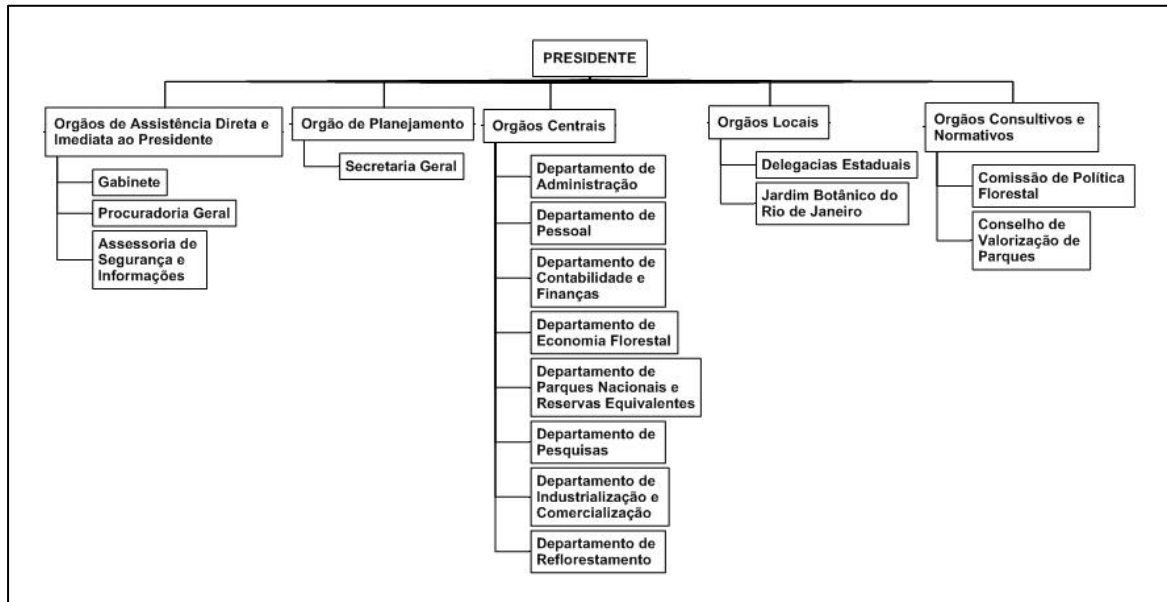 PRESIDENTE
Orgãos de Assistência Direta e
Imediata ao Presidente
Gabinete
Procuradoria Geral
Assessoria de
Segurança e
Informações
Orgão de Planejamento
Secretaria Geral
Orgãos Centrais
Departamento de
Administração
Departamento de
Pessoal
Departamento de
Contabilidade e
Finanças
Departamento de
Economia Florestal
Departamento de
Parques Nacionais e
Reservas Equivalentes
Departamento de
Pesquisas
Departamento de
Industrialização e
Comercialização
Departamento de
Reflorestamento
Orgãos Locais
Delegacias Estaduais
Jardim Botânico do
Rio de Janeiro
Orgãos Consultivos e
Normativos
Comissão de Política
Florestal
Conselho de
Valorização de
Parques